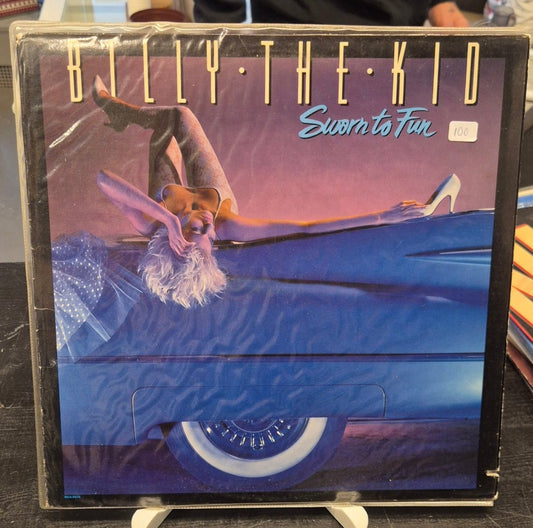 BILLY · THE · KID
Sworn to Fun
100